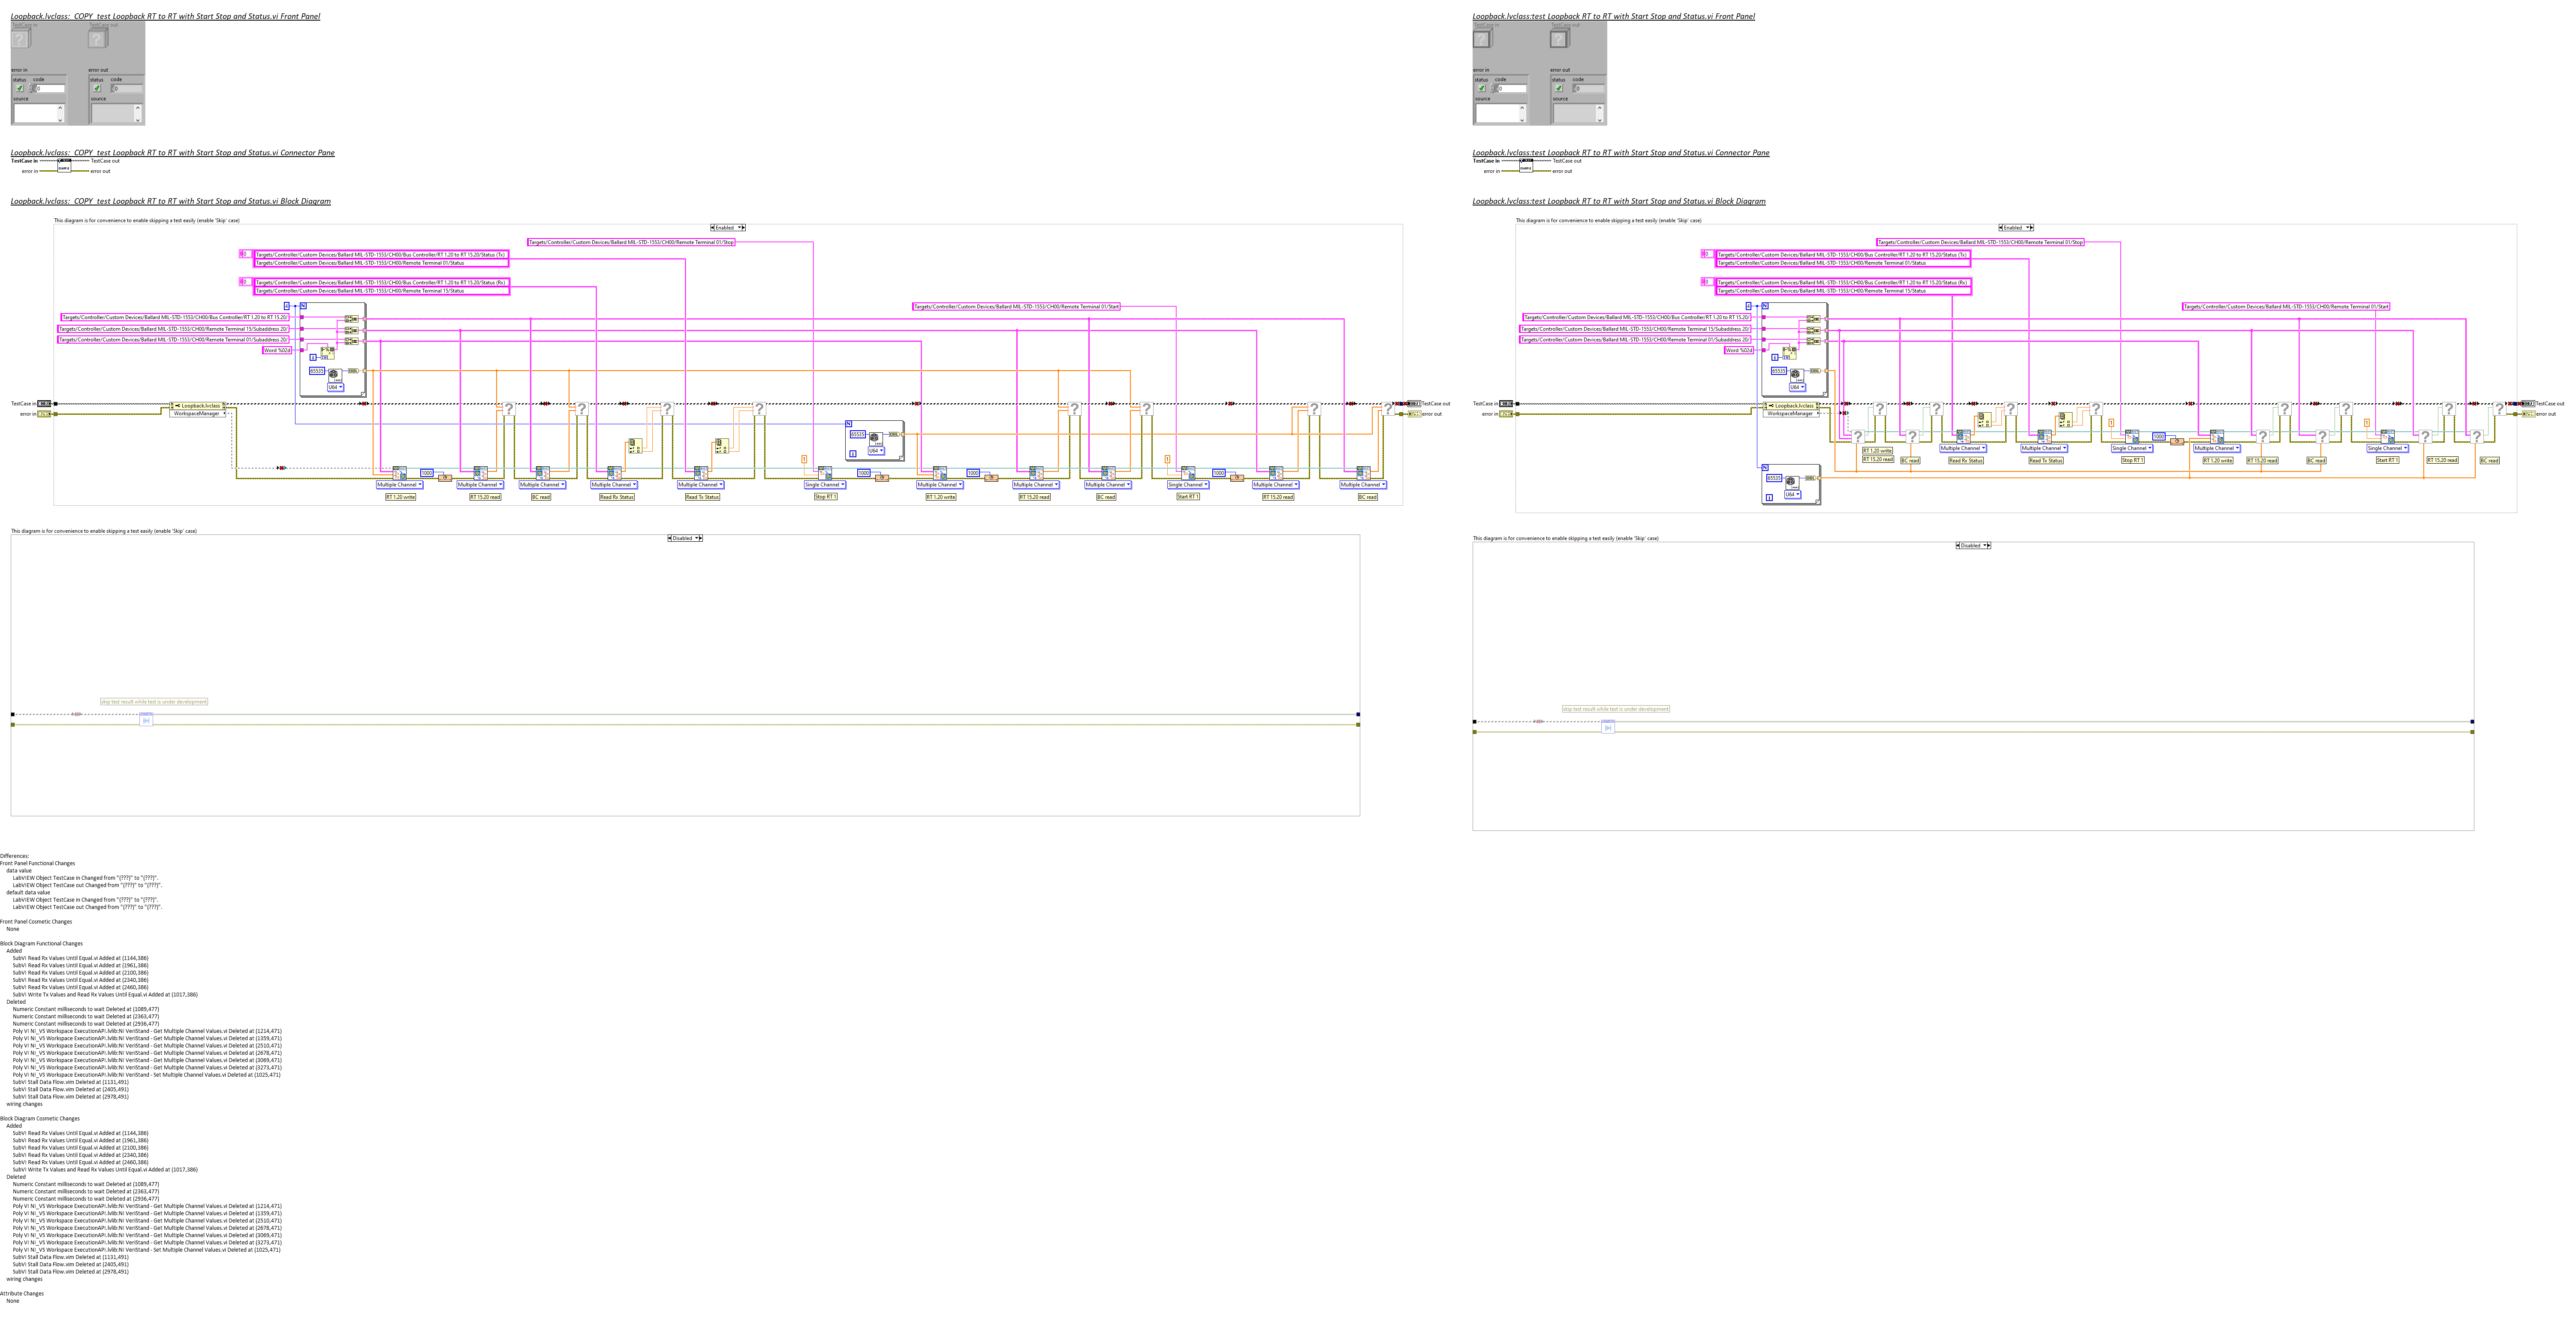 Loopback.lvclass:_COPY_test Loopback RT to RT with Start Stop and Status.vi Front Panel
TestCase in
TestCase out
error in
error out
status code
status code
0
0
source
source
Loopback.lvclass:_COPY_test Loopback RT to RT with Start Stop and Status.vi Connector Pane
TestCase in
TestCase out
error in
error out
Loopback.lvclass:_COPY_test Loopback RT to RT with Start Stop and Status.vi Block Diagram
This diagram is for convenience to enable skipping a test easily (enable 'Skip' case)
Enabled
Targets/Controller/Custom Devices/Ballard MIL-STD-1553/CH00/Remote Terminal 01/Stop
Targets/Controller/Custom Devices/Ballard MIL-STD-1553/CH00/Bus Controller/RT 1.20 to RT 15.20/Status (Tx)
Targets/Controller/Custom Devices/Ballard MIL-STD-1553/CH00/Remote Terminal 01/Status
Targets/Controller/Custom Devices/Ballard MIL-STD-1553/CH00/Bus Controller/RT 1.20 to RT 15.20/Status (Rx)
Targets/Controller/Custom Devices/Ballard MIL-STD-1553/CH00/Remote Terminal 15/Status
Targets/Controller/Custom Devices/Ballard MIL-STD-1553/CH00/Remote Terminal 01/Start
Targets/Controller/Custom Devices/Ballard MIL-STD-1553/CH00/Bus Controller/RT 1.20 to RT 15.20/
Targets/Controller/Custom Devices/Ballard MIL-STD-1553/CH00/Remote Terminal 15/Subaddress 20/
Targets/Controller/Custom Devices/Ballard MIL-STD-1553/CH00/Remote Terminal 01/Subaddress 20/
Word %02d
65535
U64
TestCase in
error in
Loopback.lvclass
WorkspaceManager
TestCase out
error out
65535
U64
1
1
1000
1000
1000
1000
1000
Multiple Channel
Multiple Channel
Multiple Channel
Multiple Channel
Multiple Channel
Single Channel
Multiple Channel
Multiple Channel
Multiple Channel
Single Channel
Multiple Channel
Multiple Channel
RT 1.20 write
RT 15.20 read
BC read
Read Rx Status
Read Tx Status
Stop RT 1
RT 1.20 write
RT 15.20 read
BC read
Start RT 1
RT 15.20 read
BC read
This diagram is for convenience to enable skipping a test easily (enable 'Skip' case)
Disabled
skip test result while test is under development
Loopback.lvclass:test Loopback RT to RT with Start Stop and Status.vi Front Panel
TestCase in
TestCase out
error in
error out
status code
status code
0
0
source
source
Loopback.lvclass:test Loopback RT to RT with Start Stop and Status.vi Connector Pane
TestCase in
TestCase out
error in
error out
Loopback.lvclass:test Loopback RT to RT with Start Stop and Status.vi Block Diagram
This diagram is for convenience to enable skipping a test easily (enable 'Skip' case)
Enabled
Targets/Controller/Custom Devices/Ballard MIL-STD-1553/CH00/Remote Terminal 01/Stop
Targets/Controller/Custom Devices/Ballard MIL-STD-1553/CH00/Bus Controller/RT 1.20 to RT 15.20/Status (Tx)
Targets/Controller/Custom Devices/Ballard MIL-STD-1553/CH00/Remote Terminal 01/Status
Targets/Controller/Custom Devices/Ballard MIL-STD-1553/CH00/Bus Controller/RT 1.20 to RT 15.20/Status (Rx)
Targets/Controller/Custom Devices/Ballard MIL-STD-1553/CH00/Remote Terminal 15/Status
Targets/Controller/Custom Devices/Ballard MIL-STD-1553/CH00/Remote Terminal 01/Start
Targets/Controller/Custom Devices/Ballard MIL-STD-1553/CH00/Bus Controller/RT 1.20 to RT 15.20/
Targets/Controller/Custom Devices/Ballard MIL-STD-1553/CH00/Remote Terminal 15/Subaddress 20/
Targets/Controller/Custom Devices/Ballard MIL-STD-1553/CH00/Remote Terminal 01/Subaddress 20/
Word %02d
65535
U64
TestCase in
error in
Loopback.lvclass
WorkspaceManager
TestCase out
error out
1
1
1000
Multiple Channel
Multiple Channel
Single Channel
Multiple Channel
Single Channel
RT 1.20 write
RT 15.20 read
BC read
Read Rx Status
Read Tx Status
Stop RT 1
RT 1.20 write
RT 15.20 read
BC read
Start RT 1
RT 15.20 read
BC read
65535
U64
This diagram is for convenience to enable skipping a test easily (enable 'Skip' case)
Disabled
skip test result while test is under development
Differences:
Front Panel Functional Changes
data value
LabVIEW Object TestCase in Changed from "(???)" to "(???)".
LabVIEW Object TestCase out Changed from "(???)" to "(???)".
default data value
LabVIEW Object TestCase in Changed from "(???)" to "(???)".
LabVIEW Object TestCase out Changed from "(???)" to "(???)".
Front Panel Cosmetic Changes
None
Block Diagram Functional Changes
Added
SubVI Read Rx Values Until Equal.vi Added at (1144,386)
SubVI Read Rx Values Until Equal.vi Added at (1961,386)
SubVI Read Rx Values Until Equal.vi Added at (2100,386)
SubVI Read Rx Values Until Equal.vi Added at (2340,386)
SubVI Read Rx Values Until Equal.vi Added at (2460,386)
SubVI Write Tx Values and Read Rx Values Until Equal.vi Added at (1017,386)
Deleted
Numeric Constant milliseconds to wait Deleted at (1089,477)
Numeric Constant milliseconds to wait Deleted at (2363,477)
Numeric Constant milliseconds to wait Deleted at (2936,477)
Poly VI NI_VS Workspace ExecutionAPI.lvlib:NI VeriStand - Get Multiple Channel Values.vi Deleted at (1214,471)
Poly VI NI_VS Workspace ExecutionAPI.lvlib:NI VeriStand - Get Multiple Channel Values.vi Deleted at (1359,471)
Poly VI NI_VS Workspace ExecutionAPI.lvlib:NI VeriStand - Get Multiple Channel Values.vi Deleted at (2510,471)
Poly VI NI_VS Workspace ExecutionAPI.lvlib:NI VeriStand - Get Multiple Channel Values.vi Deleted at (2678,471)
Poly VI NI_VS Workspace ExecutionAPI.lvlib:NI VeriStand - Get Multiple Channel Values.vi Deleted at (3069,471)
Poly VI NI_VS Workspace ExecutionAPI.lvlib:NI VeriStand - Get Multiple Channel Values.vi Deleted at (3273,471)
Poly VI NI_VS Workspace ExecutionAPI.lvlib:NI VeriStand - Set Multiple Channel Values.vi Deleted at (1025,471)
SubVI Stall Data Flow.vim Deleted at (1131,491)
SubVI Stall Data Flow.vim Deleted at (2405,491)
SubVI Stall Data Flow.vim Deleted at (2978,491)
wiring changes
Block Diagram Cosmetic Changes
Added
SubVI Read Rx Values Until Equal.vi Added at (1144,386)
SubVI Read Rx Values Until Equal.vi Added at (1961,386)
SubVI Read Rx Values Until Equal.vi Added at (2100,386)
SubVI Read Rx Values Until Equal.vi Added at (2340,386)
SubVI Read Rx Values Until Equal.vi Added at (2460,386)
SubVI Write Tx Values and Read Rx Values Until Equal.vi Added at (1017,386)
Deleted
Numeric Constant milliseconds to wait Deleted at (1089,477)
Numeric Constant milliseconds to wait Deleted at (2363,477)
Numeric Constant milliseconds to wait Deleted at (2936,477)
Poly VI NI_VS Workspace ExecutionAPI.lvlib:NI VeriStand - Get Multiple Channel Values.vi Deleted at (1214,471)
Poly VI NI_VS Workspace ExecutionAPI.lvlib:NI VeriStand - Get Multiple Channel Values.vi Deleted at (1359,471)
Poly VI NI_VS Workspace ExecutionAPI.lvlib:NI VeriStand - Get Multiple Channel Values.vi Deleted at (2510,471)
Poly VI NI_VS Workspace ExecutionAPI.lvlib:NI VeriStand - Get Multiple Channel Values.vi Deleted at (2678,471)
Poly VI NI_VS Workspace ExecutionAPI.lvlib:NI VeriStand - Get Multiple Channel Values.vi Deleted at (3069,471)
Poly VI NI_VS Workspace ExecutionAPI.lvlib:NI VeriStand - Get Multiple Channel Values.vi Deleted at (3273,471)
Poly VI NI_VS Workspace ExecutionAPI.lvlib:NI VeriStand - Set Multiple Channel Values.vi Deleted at (1025,471)
SubVI Stall Data Flow.vim Deleted at (1131,491)
SubVI Stall Data Flow.vim Deleted at (2405,491)
SubVI Stall Data Flow.vim Deleted at (2978,491)
wiring changes
Attribute Changes
None